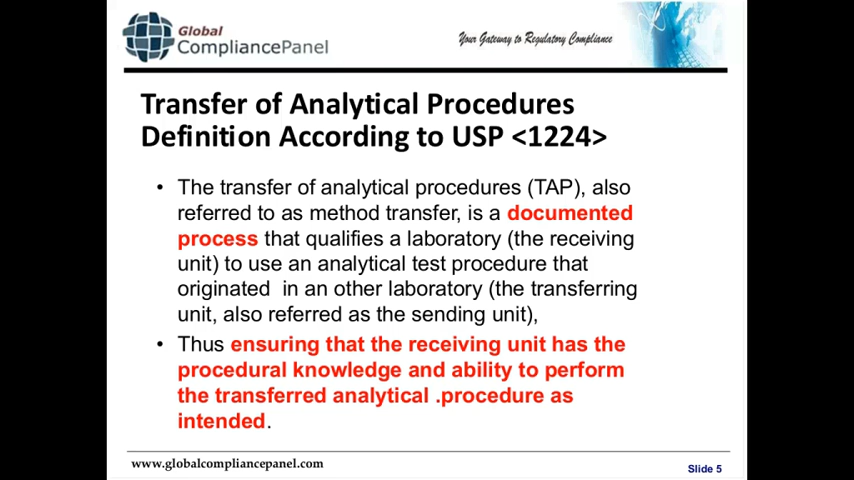 Global
CompliancePanel
Your Gateway to Regulatory Compliance
Transfer of Analytical Procedures
Definition According to USP <1224>
• The transfer of analytical procedures (TAP), also
referred to as method transfer, is a documented
process that qualifies a laboratory (the receiving
unit) to use an analytical test procedure that
originated  in an other laboratory (the transferring
unit, also referred as the sending unit),
• Thus ensuring that the receiving unit has the
procedural knowledge and ability to perform
the transferred analytical .procedure as
intended.
www.globalcompliancepanel.com
Slide 5